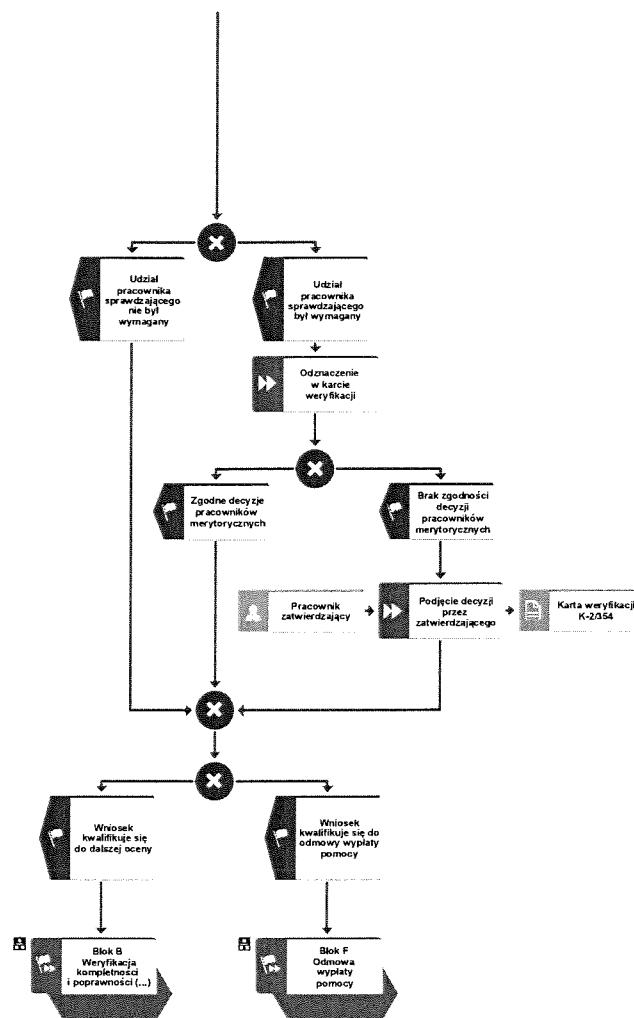 Udział
pracownika
sprawdzającego
nie był
wymagany
Udział
pracownika
sprawdzającego
był wymagany
Odznaczenie
w karcie
weryfikacji
Zgodne decyzje
pracowników
merytorycznych
Brak zgodności
decyzji
pracowników
merytorycznych
Pracownik
zatwierdzający
Podjęcie decyzji
przez
zatwierdzającego
Karta weryfikacji
K-2/354
Wniosek
kwalifikuje się
do dalszej oceny
Wniosek
kwalifikuje się do
odmowy wypłaty
pomocy
Blok B
Weryfikacja
kompletności
i poprawności (...)
Blok F
Odmowa
wypłaty
pomocy